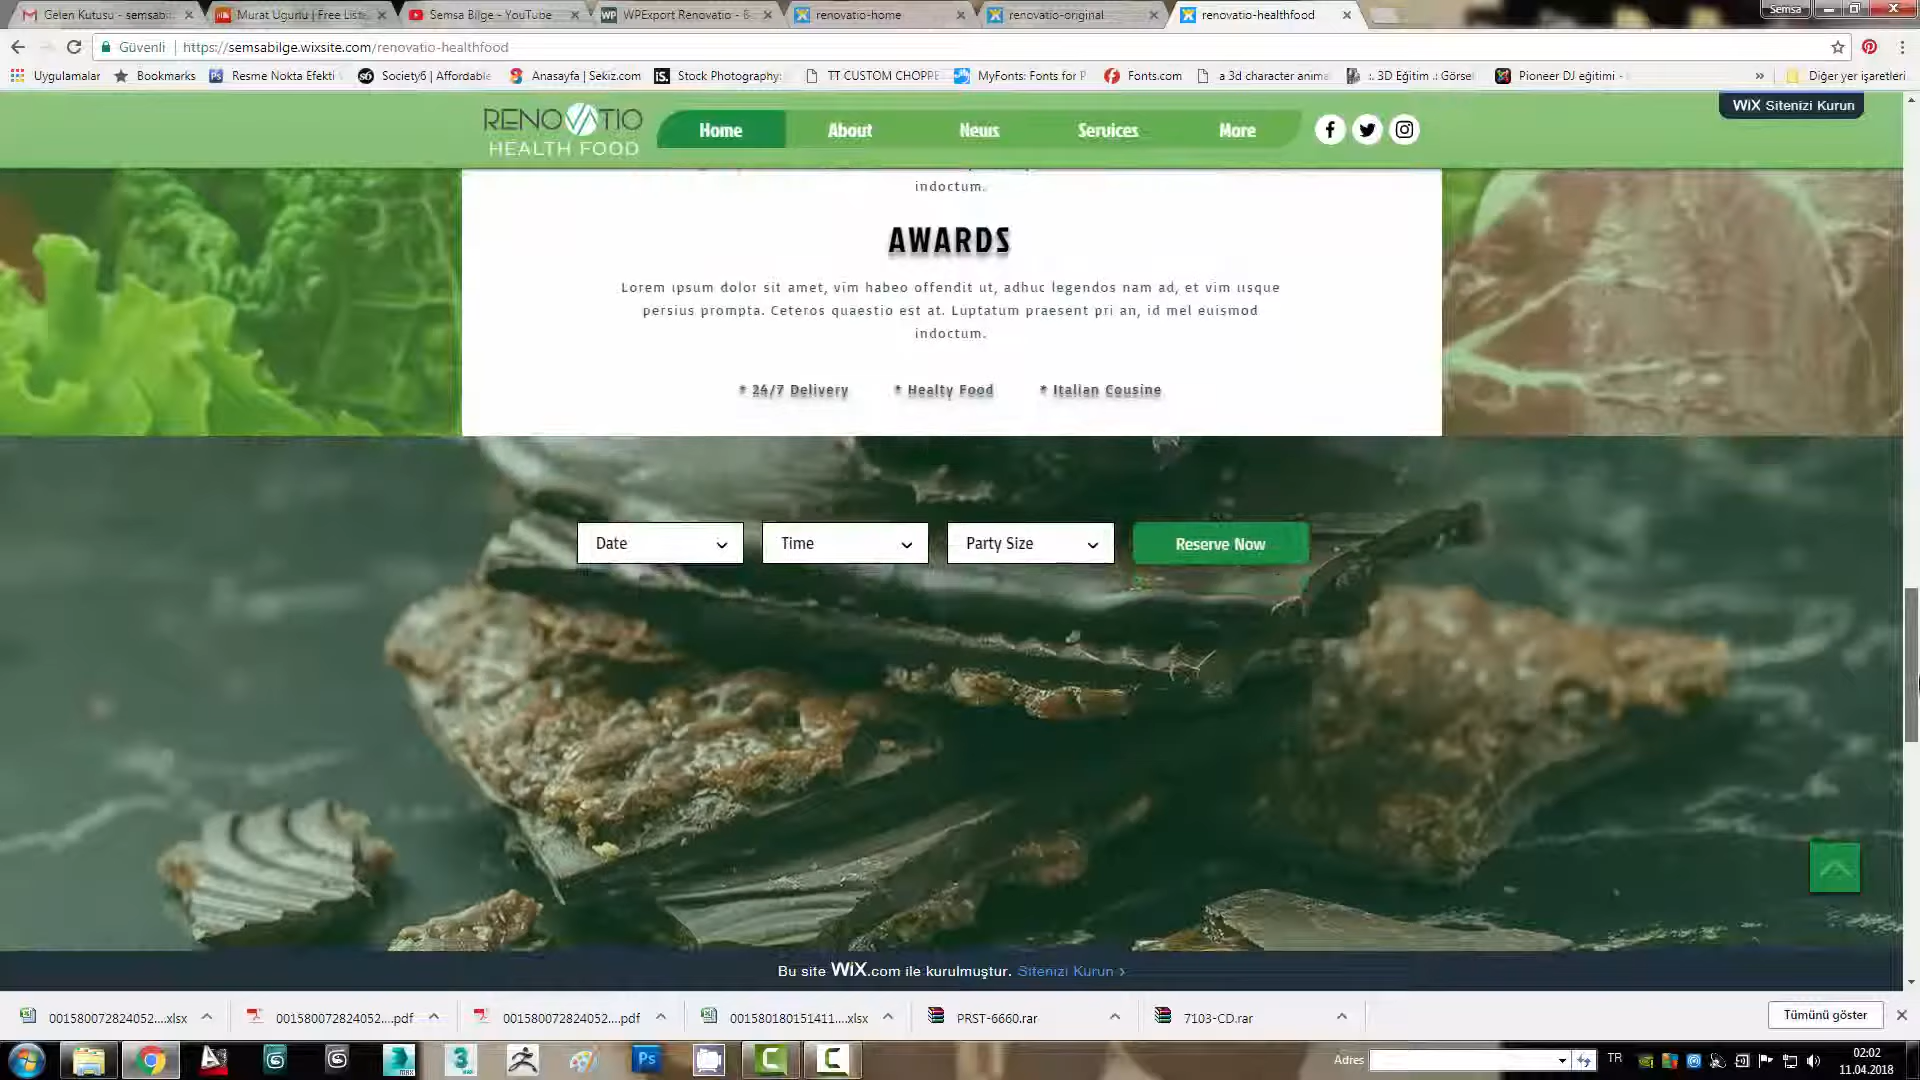 Gelen Kutusu - semsabi
Murat Ugurlu | Free Liste
Semsa Bilge - YouTube
WPExport Renovatio - B
renovatio-home
renovatio-original
renovatio-healthfood
Semsa
Güvenli
https://semsabilge.wixsite.com/renovatio-healthfood
Uygulamalar
Bookmarks
Resme Nokta Efekti
Society6 | Affordable
Anasayfa | Sekiz.com
Stock Photography:
TT CUSTOM CHOPPE
MyFonts: Fonts for P
Fonts.com
a 3d character anima
:. 3D Eğitim .: Görsel
Pioneer DJ eğitimi -
»
Diğer yer işaretleri
RENOVATIO
HEALTH FOOD
Home
About
News
Services
More
WiX Sitenizi Kurun
indoctum.
AWARDS
Lorem ipsum dolor sit amet, vim habeo offendit ut, adhuc legendos nam ad, et vim iisque
persius prompta. Ceteros quaestio est at. Luptatum praesent pri an, id mel euismod
indoctum.
* 24/7 Delivery
* Healty Food
* Italian Cousine
Date
Time
Party Size
Reserve Now
Bu site WiX.com ile kurulmuştur. Sitenizi Kurun ›
001580072824052....xlsx
001580072824052....pdf
001580072824052....pdf
001580180151411....xlsx
PRST-6660.rar
7103-CD.rar
Tümünü göster
Adres
TR
02:02
11.04.2018